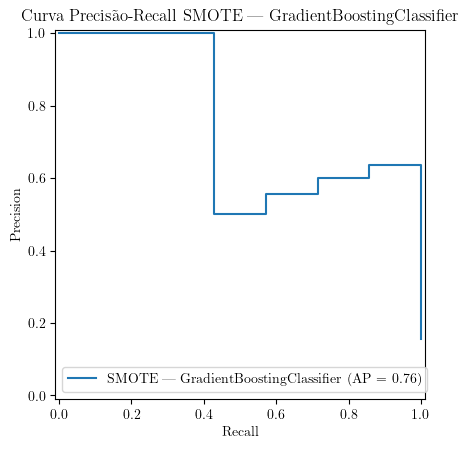 Curva Precisão-Recall SMOTE — GradientBoostingClassifier
1.0
0.8
0.6
0.4
0.2
0.0
Precision
SMOTE — GradientBoostingClassifier (AP = 0.76)
0.0 0.2 0.4 0.6 0.8 1.0
Recall